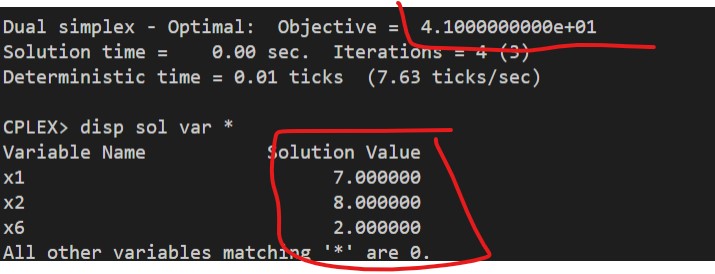 Dual simplex - Optimal:  Objective =   4.1000000000e+01
Solution time =    0.00 sec.  Iterations = 4 (3)
Deterministic time = 0.01 ticks  (7.63 ticks/sec)
CPLEX> disp sol var *
Variable Name           Solution Value
x1                            7.000000
x2                            8.000000
x6                            2.000000
All other variables matching '*' are 0.